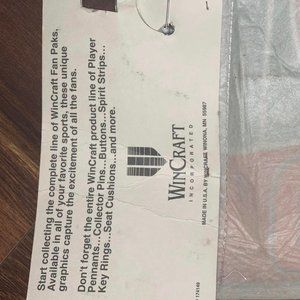 Start collecting the complete line of WinCraft Fan Paks.
Available in all of your favorite sports, these unique
graphics capture the excitement of all the fans.
Don't forget the entire WinCraft product line of Player
Pennants...Collector Pins...Buttons...Spirit Strips...
Key Rings...Seat Cushions...and more.
WINCRAFT
INCORPORATED
MADE IN U.S.A. BY WINCRAFT WINONA, MN 55987